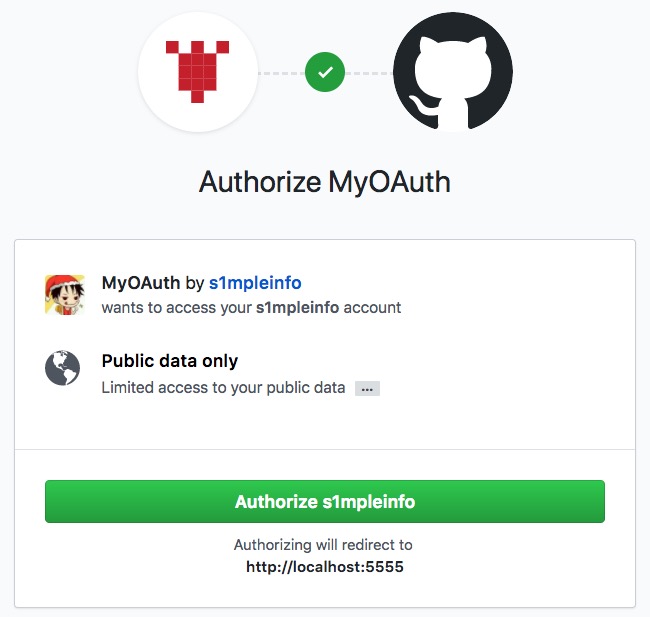 Authorize MyOAuth
MyOAuth by s1mpleinfo
wants to access your s1mpleinfo account
Public data only
Limited access to your public data ...
Authorize s1mpleinfo
Authorizing will redirect to
http://localhost:5555